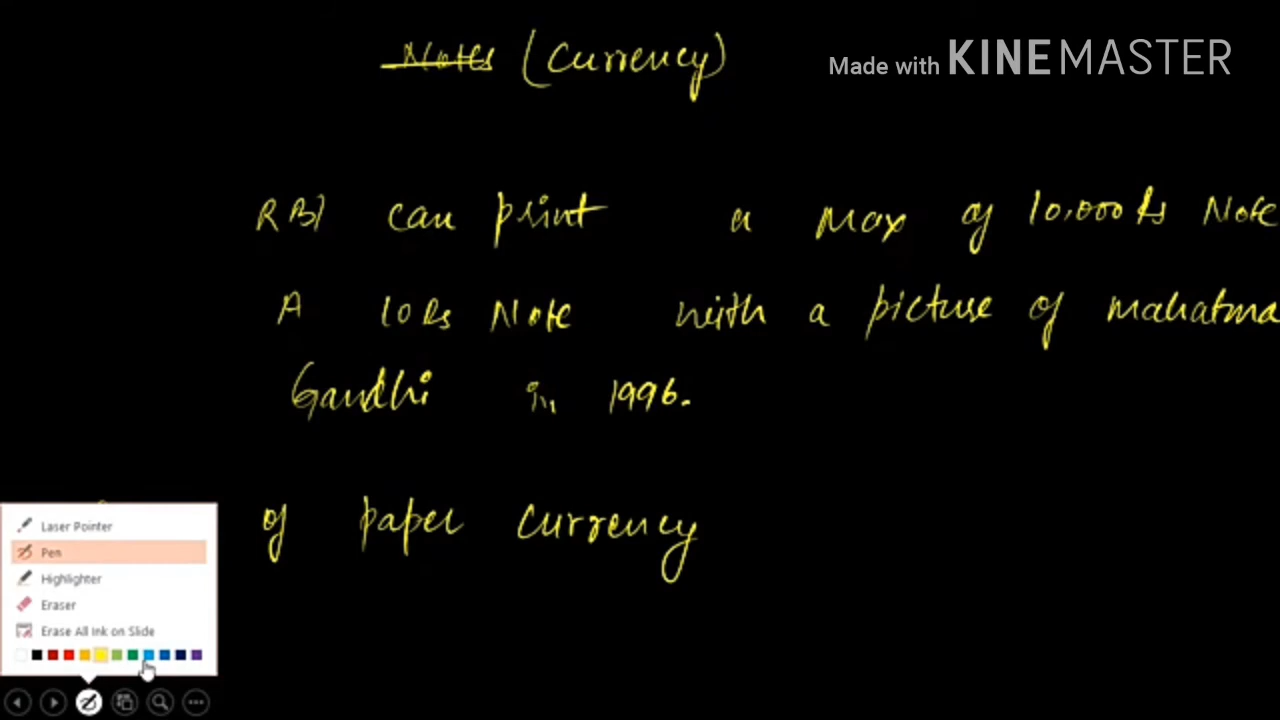 Notes (Currency)
Made with KINEMASTER
RBI can print a Max of 10,000 Rs Note
A 10 Rs Note with a picture of Mahatma
Gandhi in 1996.
of paper currency
Laser Pointer
Pen
Highlighter
Eraser
Erase All Ink on Slide